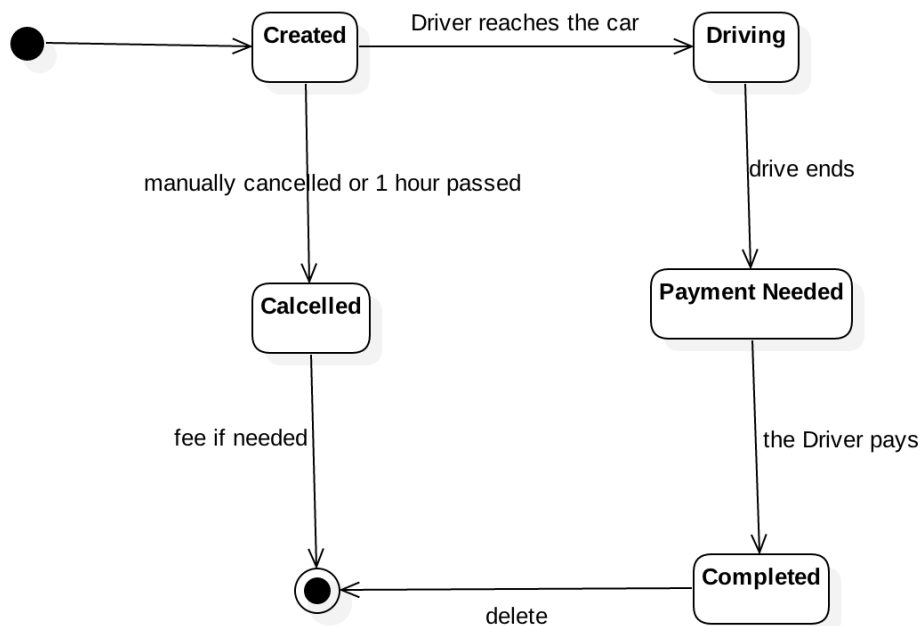 Created
Driver reaches the car
Driving
manually cancelled or 1 hour passed
drive ends
Calcelled
Payment Needed
fee if needed
the Driver pays
Completed
delete